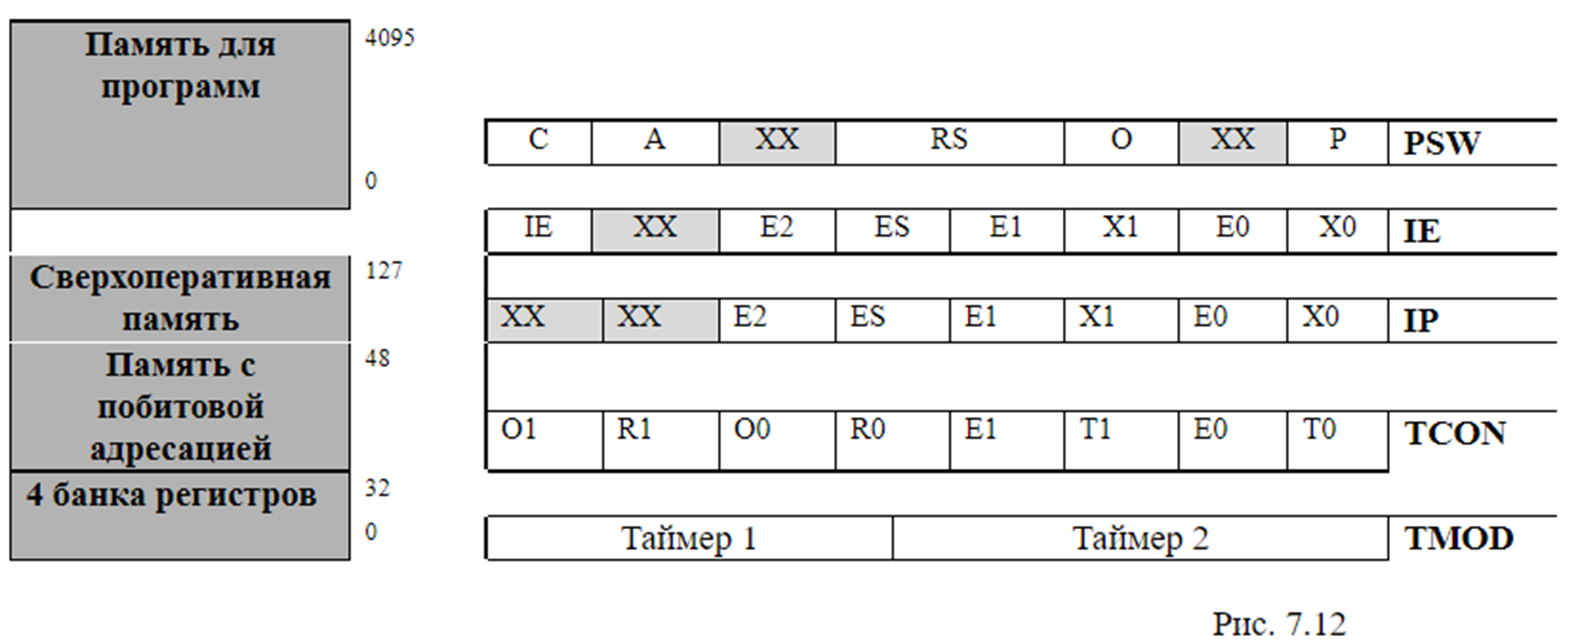 Память для
программ
4095
0
Сверхоперативная
память
127
Память с
побитовой
адресацией
48
4 банка регистров
32
0
C A XX RS O XX P PSW
IE XX E2 ES E1 X1 E0 X0 IE
XX XX E2 ES E1 X1 E0 X0 IP
O1 R1 O0 R0 E1 T1 E0 T0 TCON
Таймер 1 Таймер 2 TMOD
Рис. 7.12